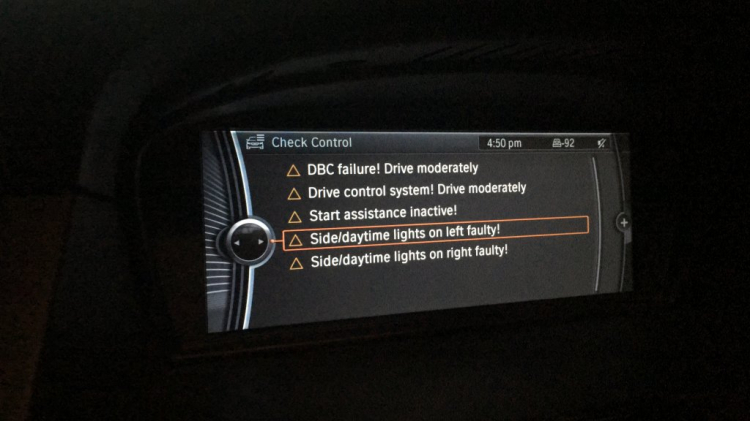 Check Control
4:50 pm
-92
DBC failure! Drive moderately
Drive control system! Drive moderately
Start assistance inactive!
Side/daytime lights on left faulty!
Side/daytime lights on right faulty!